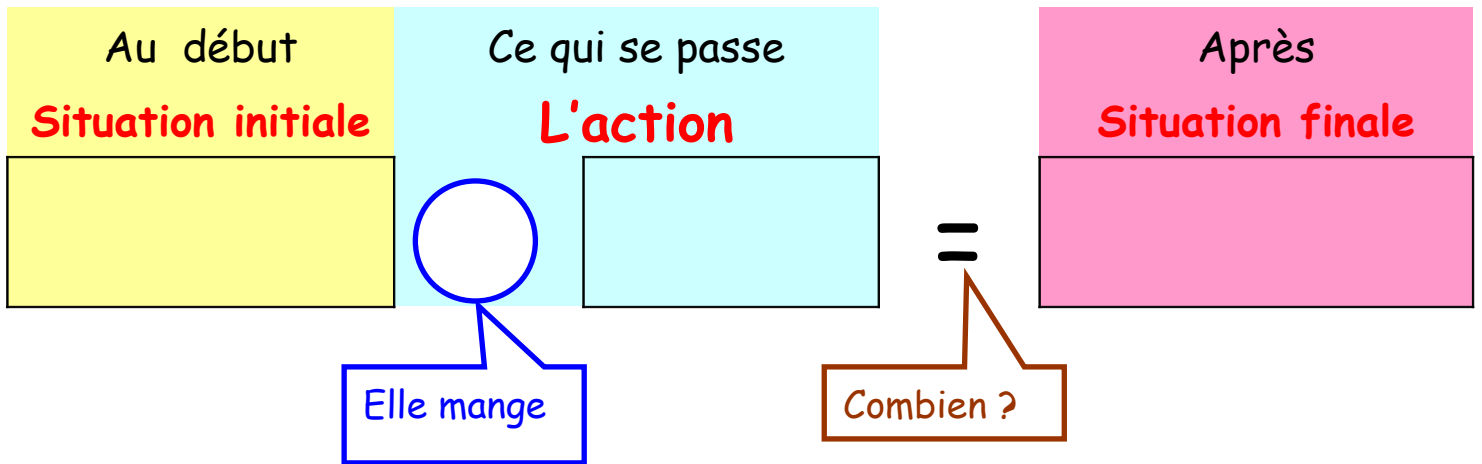 Au début
Situation initiale
Ce qui se passe
L'action
=
Après
Situation finale
Elle mange
Combien ?